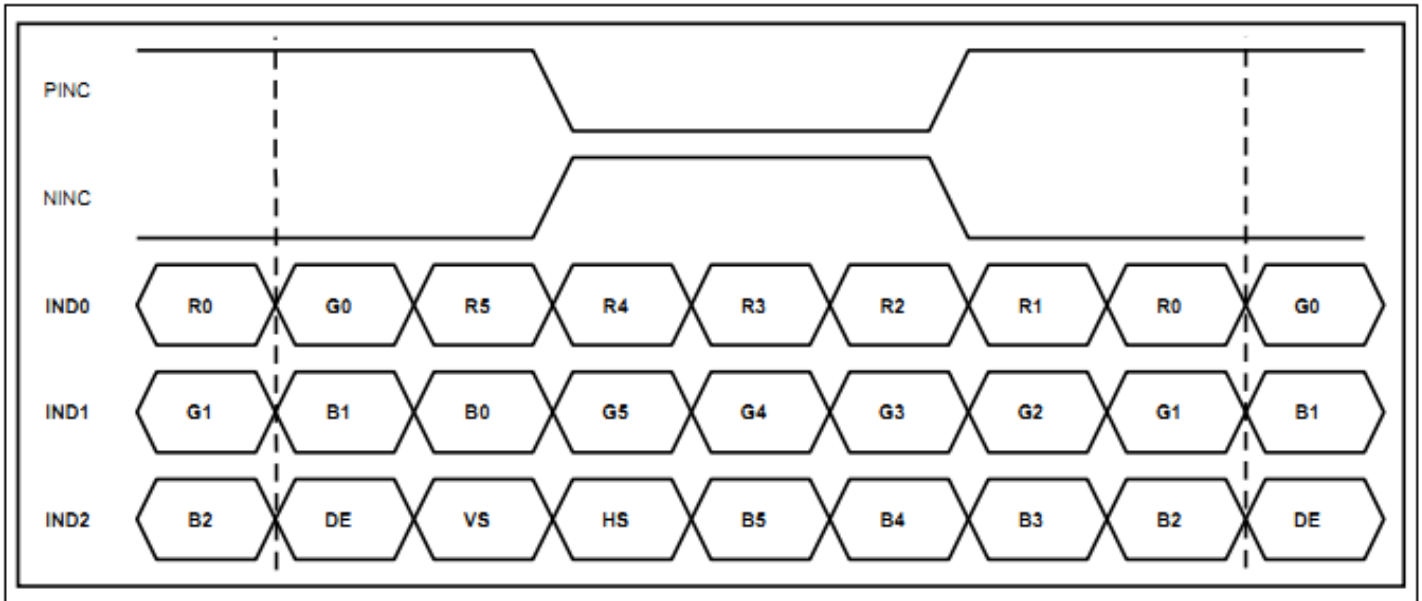 PINC
NINC
IND0 R0 G0 R5 R4 R3 R2 R1 R0 G0
IND1 G1 B1 B0 G5 G4 G3 G2 G1 B1
IND2 B2 DE VS HS B5 B4 B3 B2 DE